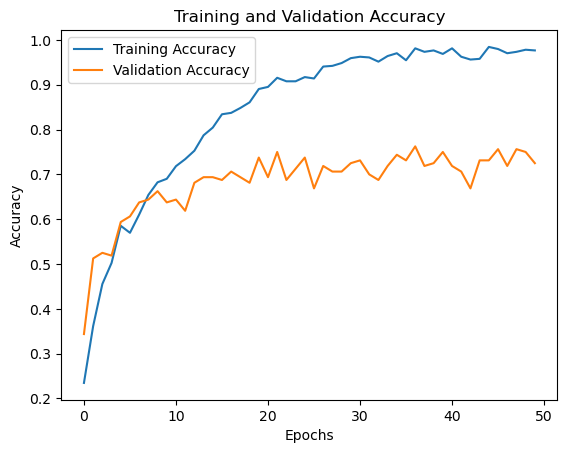 Training and Validation Accuracy
Training Accuracy
Validation Accuracy
Accuracy
1.0
0.9
0.8
0.7
0.6
0.5
0.4
0.3
0.2
0 10 20 30 40 50
Epochs